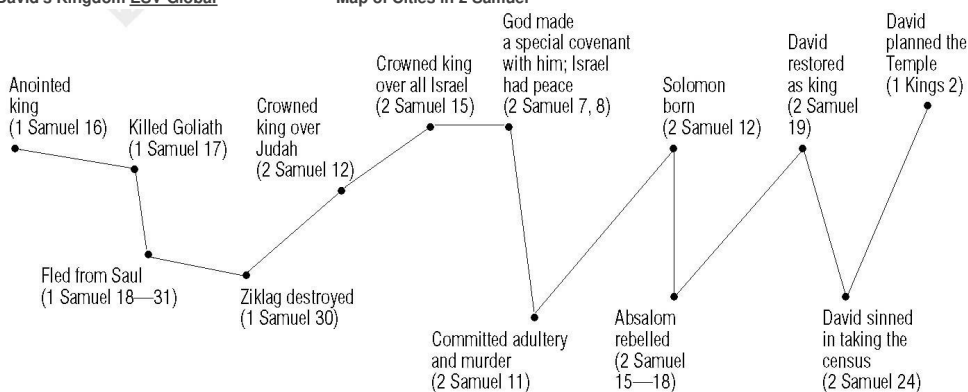 David's Kingdom ESV Global
Map of Cities in 2 Samuel
Anointed
king
(1 Samuel 16)
Killed Goliath
(1 Samuel 17)
Fled from Saul
(1 Samuel 18—31)
Ziklag destroyed
(1 Samuel 30)
Crowned
king over
Judah
(2 Samuel 12)
Crowned king
over all Israel
(2 Samuel 15)
God made
a special covenant
with him; Israel
had peace
(2 Samuel 7, 8)
Committed adultery
and murder
(2 Samuel 11)
Solomon
born
(2 Samuel 12)
Absalom
rebelled
(2 Samuel
15—18)
David
restored
as king
(2 Samuel
19)
David sinned
in taking the
census
(2 Samuel 24)
David
planned the
Temple
(1 Kings 2)